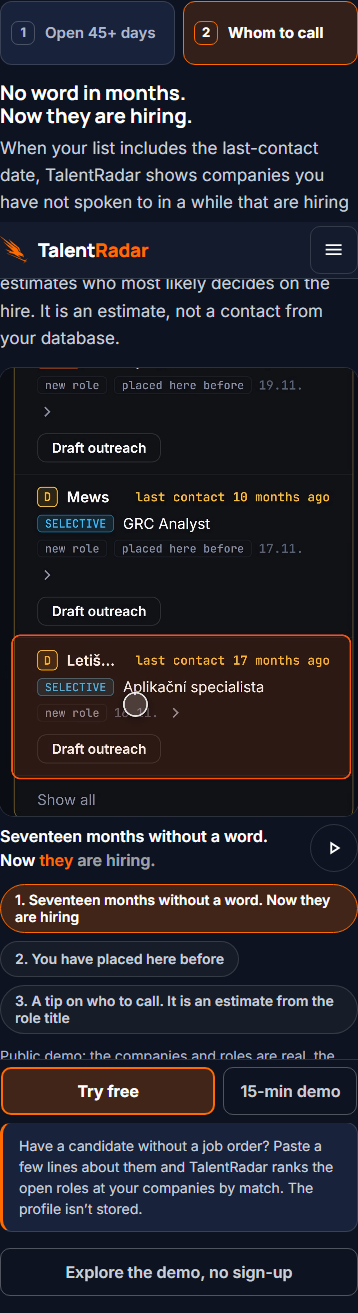 1 Open 45+ days
2 Whom to call
No word in months.
Now they are hiring.
When your list includes the last-contact
date, TalentRadar shows companies you
have not spoken to in a while that are hiring
TalentRadar
estimates who most likely decides on the
hire. It is an estimate, not a contact from
your database.
new role placed here before 19.11.
Draft outreach
D Mews last contact 10 months ago
SELECTIVE GRC Analyst
new role placed here before 17.11.
Draft outreach
D Letiš... last contact 17 months ago
SELECTIVE Aplikační specialista
new role
Draft outreach
Show all
Seventeen months without a word.
Now they are hiring.
1. Seventeen months without a word. Now they
are hiring
2. You have placed here before
3. A tip on who to call. It is an estimate from the
role title
Public demo: the companies and roles are real, the
Try free
15-min demo
Have a candidate without a job order? Paste a
few lines about them and TalentRadar ranks the
open roles at your companies by match. The
profile isn't stored.
Explore the demo, no sign-up